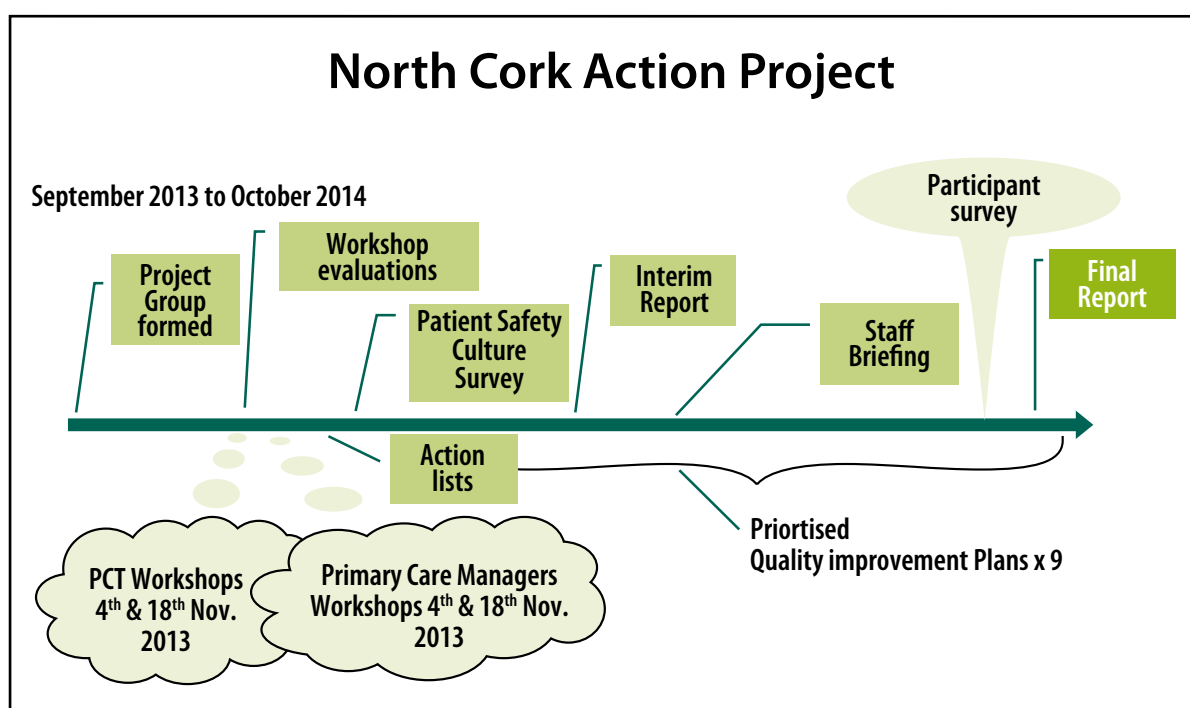 North Cork Action Project
September 2013 to October 2014
Project
Group
formed
Workshop
evaluations
Patient Safety
Culture
Survey
Interim
Report
Staff
Briefing
Participant
survey
Final
Report
Action
lists
Priortised
Quality improvement Plans x 9
PCT Workshops
4th & 18th Nov.
2013
Primary Care Managers
Workshops 4th & 18th Nov.
2013